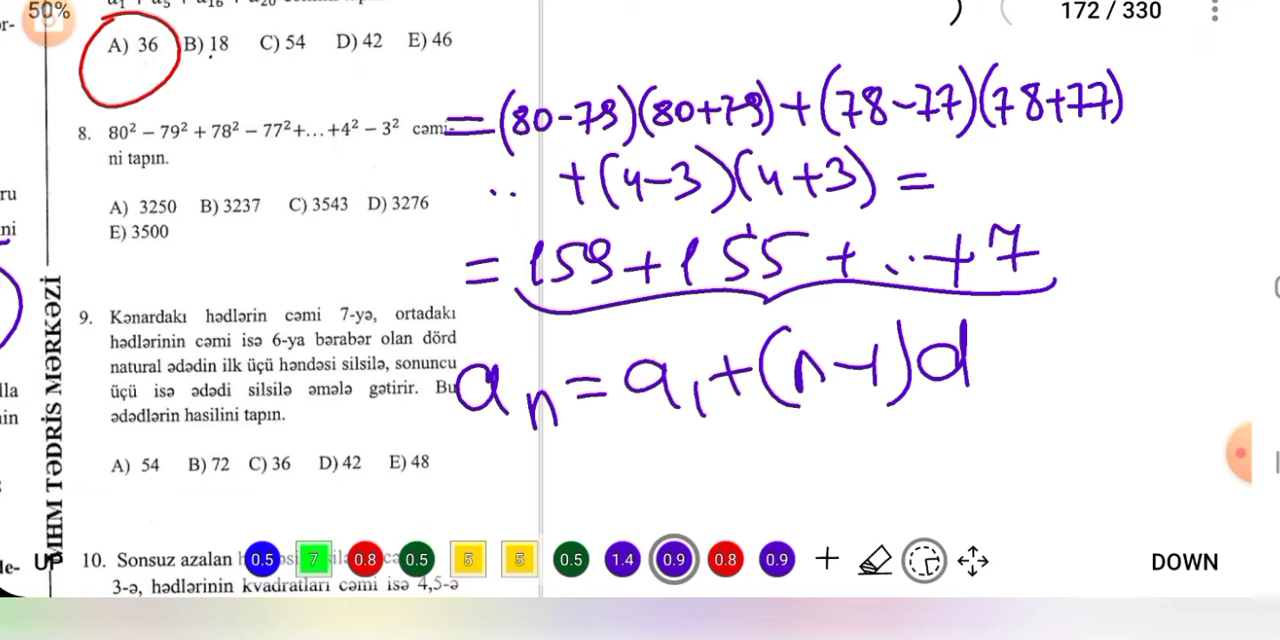 50%
172 / 330
A) 36 B) 18 C) 54 D) 42 E) 46
8. 80² − 79² + 78² − 77²+...+4² − 3² cəmi-
ni tapın.
A) 3250 B) 3237 C) 3543 D) 3276
E) 3500
9. Kənardakı hədlərin cəmi 7-yə, ortadakı
hədlərinin cəmi isə 6-ya bərabər olan dörd
natural ədədin ilk üçü həndəsi silsilə, sonuncu
üçü isə ədədi silsilə əmələ gətirir. Bu
ədədlərin hasilini tapın.
A) 54 B) 72 C) 36 D) 42 E) 48
10. Sonsuz azalan
3-ə, hədlərinin kvadratları cəmi isə 4,5-ə
MHM TƏDRİS MƏRKƏZİ
=(80-79)(80+79)+(78-77)(78+77)
.. +(4-3)(4+3)=
=159+155+...+7
aₙ=a₁+(n-1)d
UP 0.5 7 0.8 0.5 5 5 0.5 1.4 0.9 0.8 0.9 + DOWN